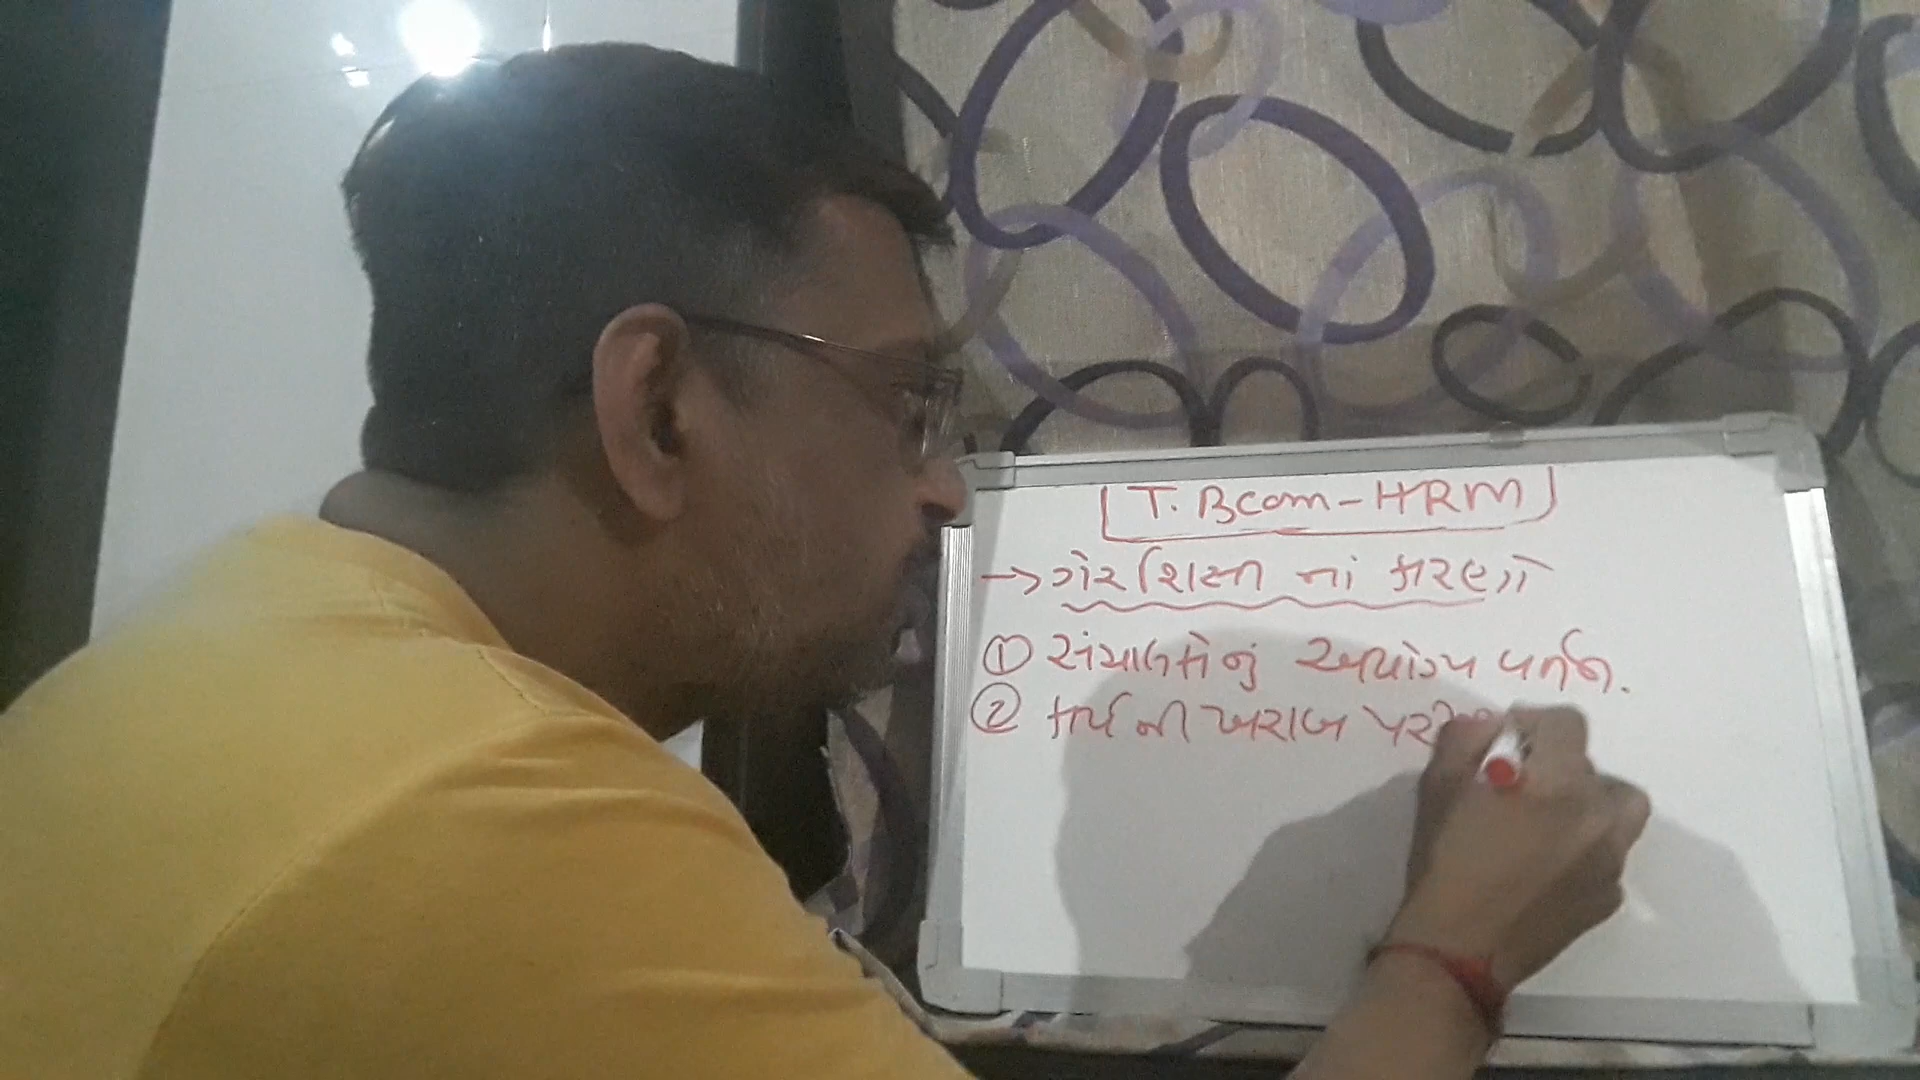 T. Bcom - HRM
→ ગેરશિસ્ત નાં કારણો
① સંચાલકોનું અયોગ્ય વર્તન.
② કાર્ય ની ખરાબ